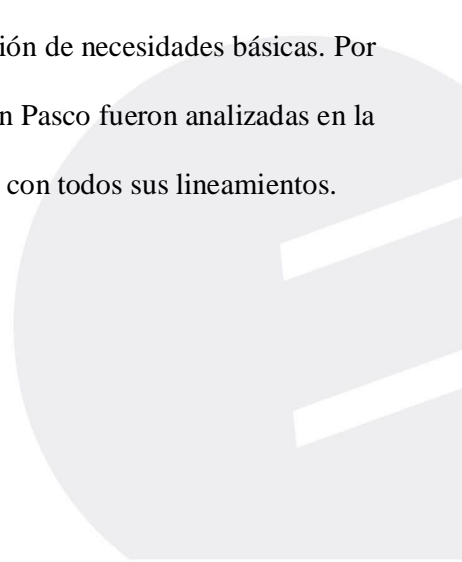 ión de necesidades básicas. Por
n Pasco fueron analizadas en la
con todos sus lineamientos.